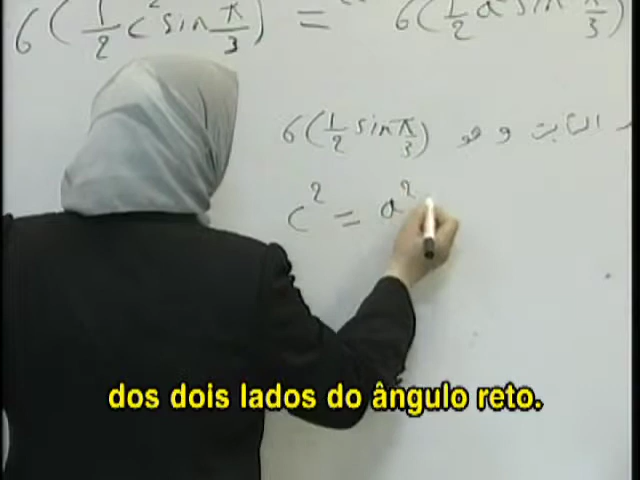 6(1/2 c² sin π/3) = 6(1/2 a² sin π/3)
6(1/2 sin π/3) الثابت و هو
c² = a²
dos dois lados do ângulo reto.